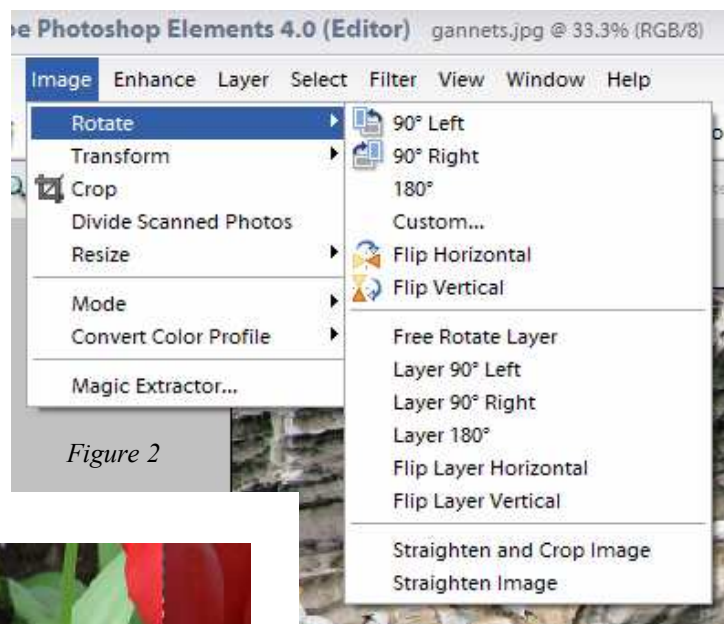 Photoshop Elements 4.0 (Editor) gannets.jpg @ 33.3% (RGB/8)
Image Enhance Layer Select Filter View Window Help
Rotate
Transform
Crop
Divide Scanned Photos
Resize
Mode
Convert Color Profile
Magic Extractor...
90° Left
90° Right
180°
Custom...
Flip Horizontal
Flip Vertical
Free Rotate Layer
Layer 90° Left
Layer 90° Right
Layer 180°
Flip Layer Horizontal
Flip Layer Vertical
Straighten and Crop Image
Straighten Image
Figure 2